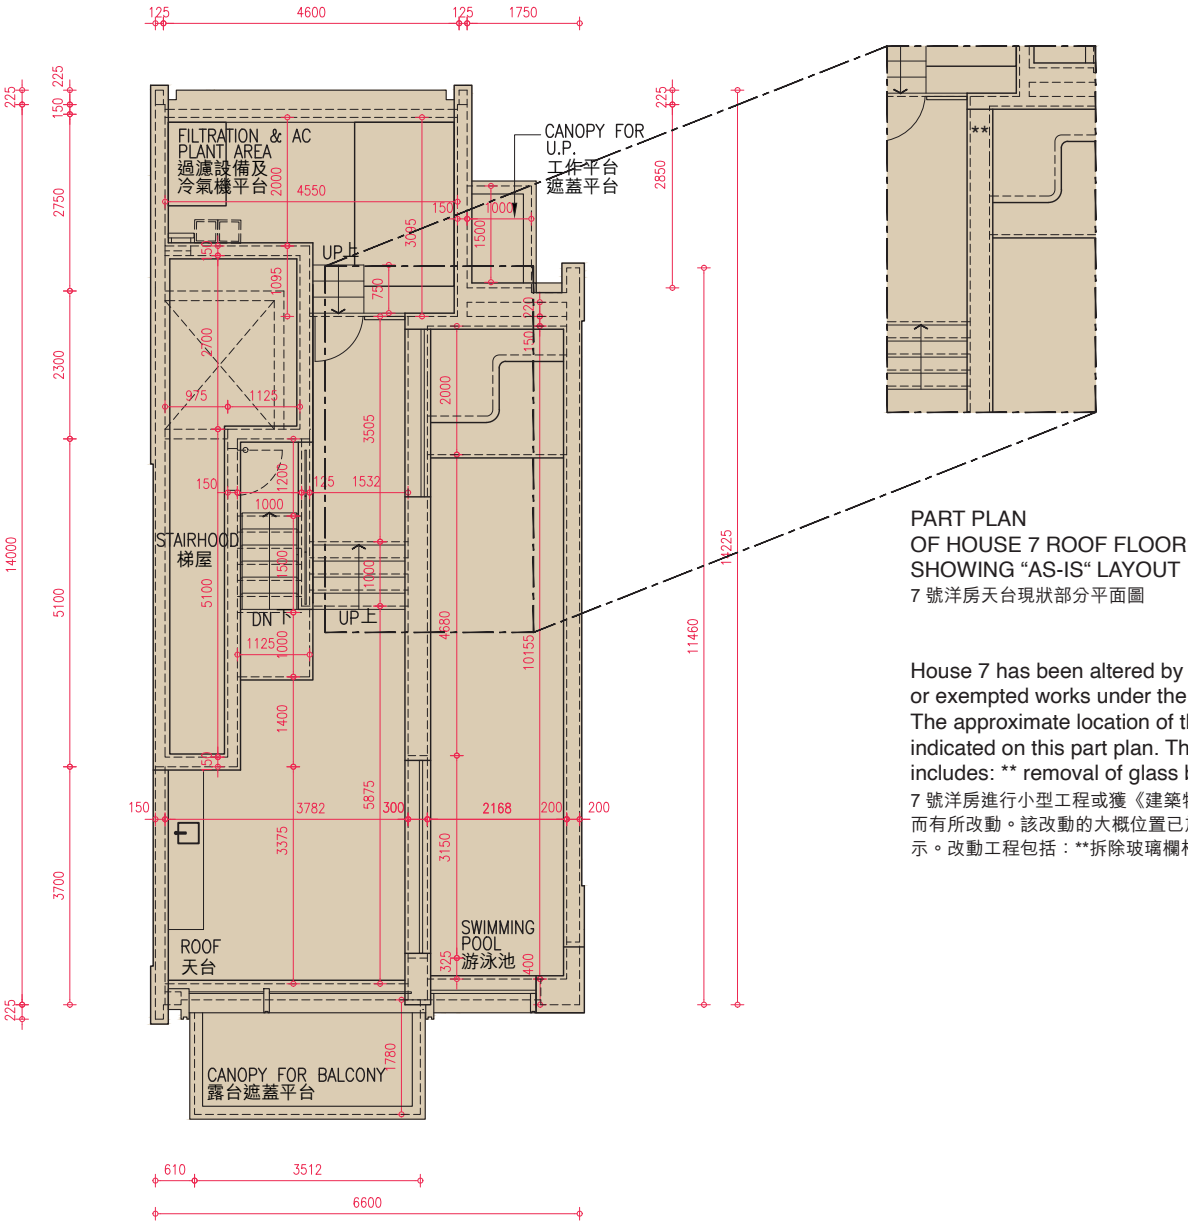 125
4600
125
1750
225
225
150
2750
2300
5100
14000
5100
3700
225
FILTRATION & AC
PLANT AREA
過濾設備及
冷氣機平台
2000
4550
3095
CANOPY FOR
U.P.
工作平台
遮蓋平台
150
1000
1500
225
2850
UP上
150
1095
750
220
150
2700
975
1125
3505
2000
150
1200
125
1532
1000
STAIRHOOD
梯屋
1500
1000
5100
DN下
UP上
1125
1000
4680
10155
14225
11460
1400
50
5875
150
3782
300
2168
200
200
3375
3150
ROOF
天台
SWIMMING
POOL
游泳池
325
400
1780
CANOPY FOR BALCONY
露台遮蓋平台
610
3512
6600
**
PART PLAN
OF HOUSE 7 ROOF FLOOR
SHOWING “AS-IS“ LAYOUT
7 號洋房天台現狀部分平面圖
House 7 has been altered by
or exempted works under the
The approximate location of
indicated on this part plan.
includes: ** removal of glass
7 號洋房進行小型工程或獲《建築物
而有所改動。該改動的大概位置已
示。改動工程包括：**拆除玻璃欄